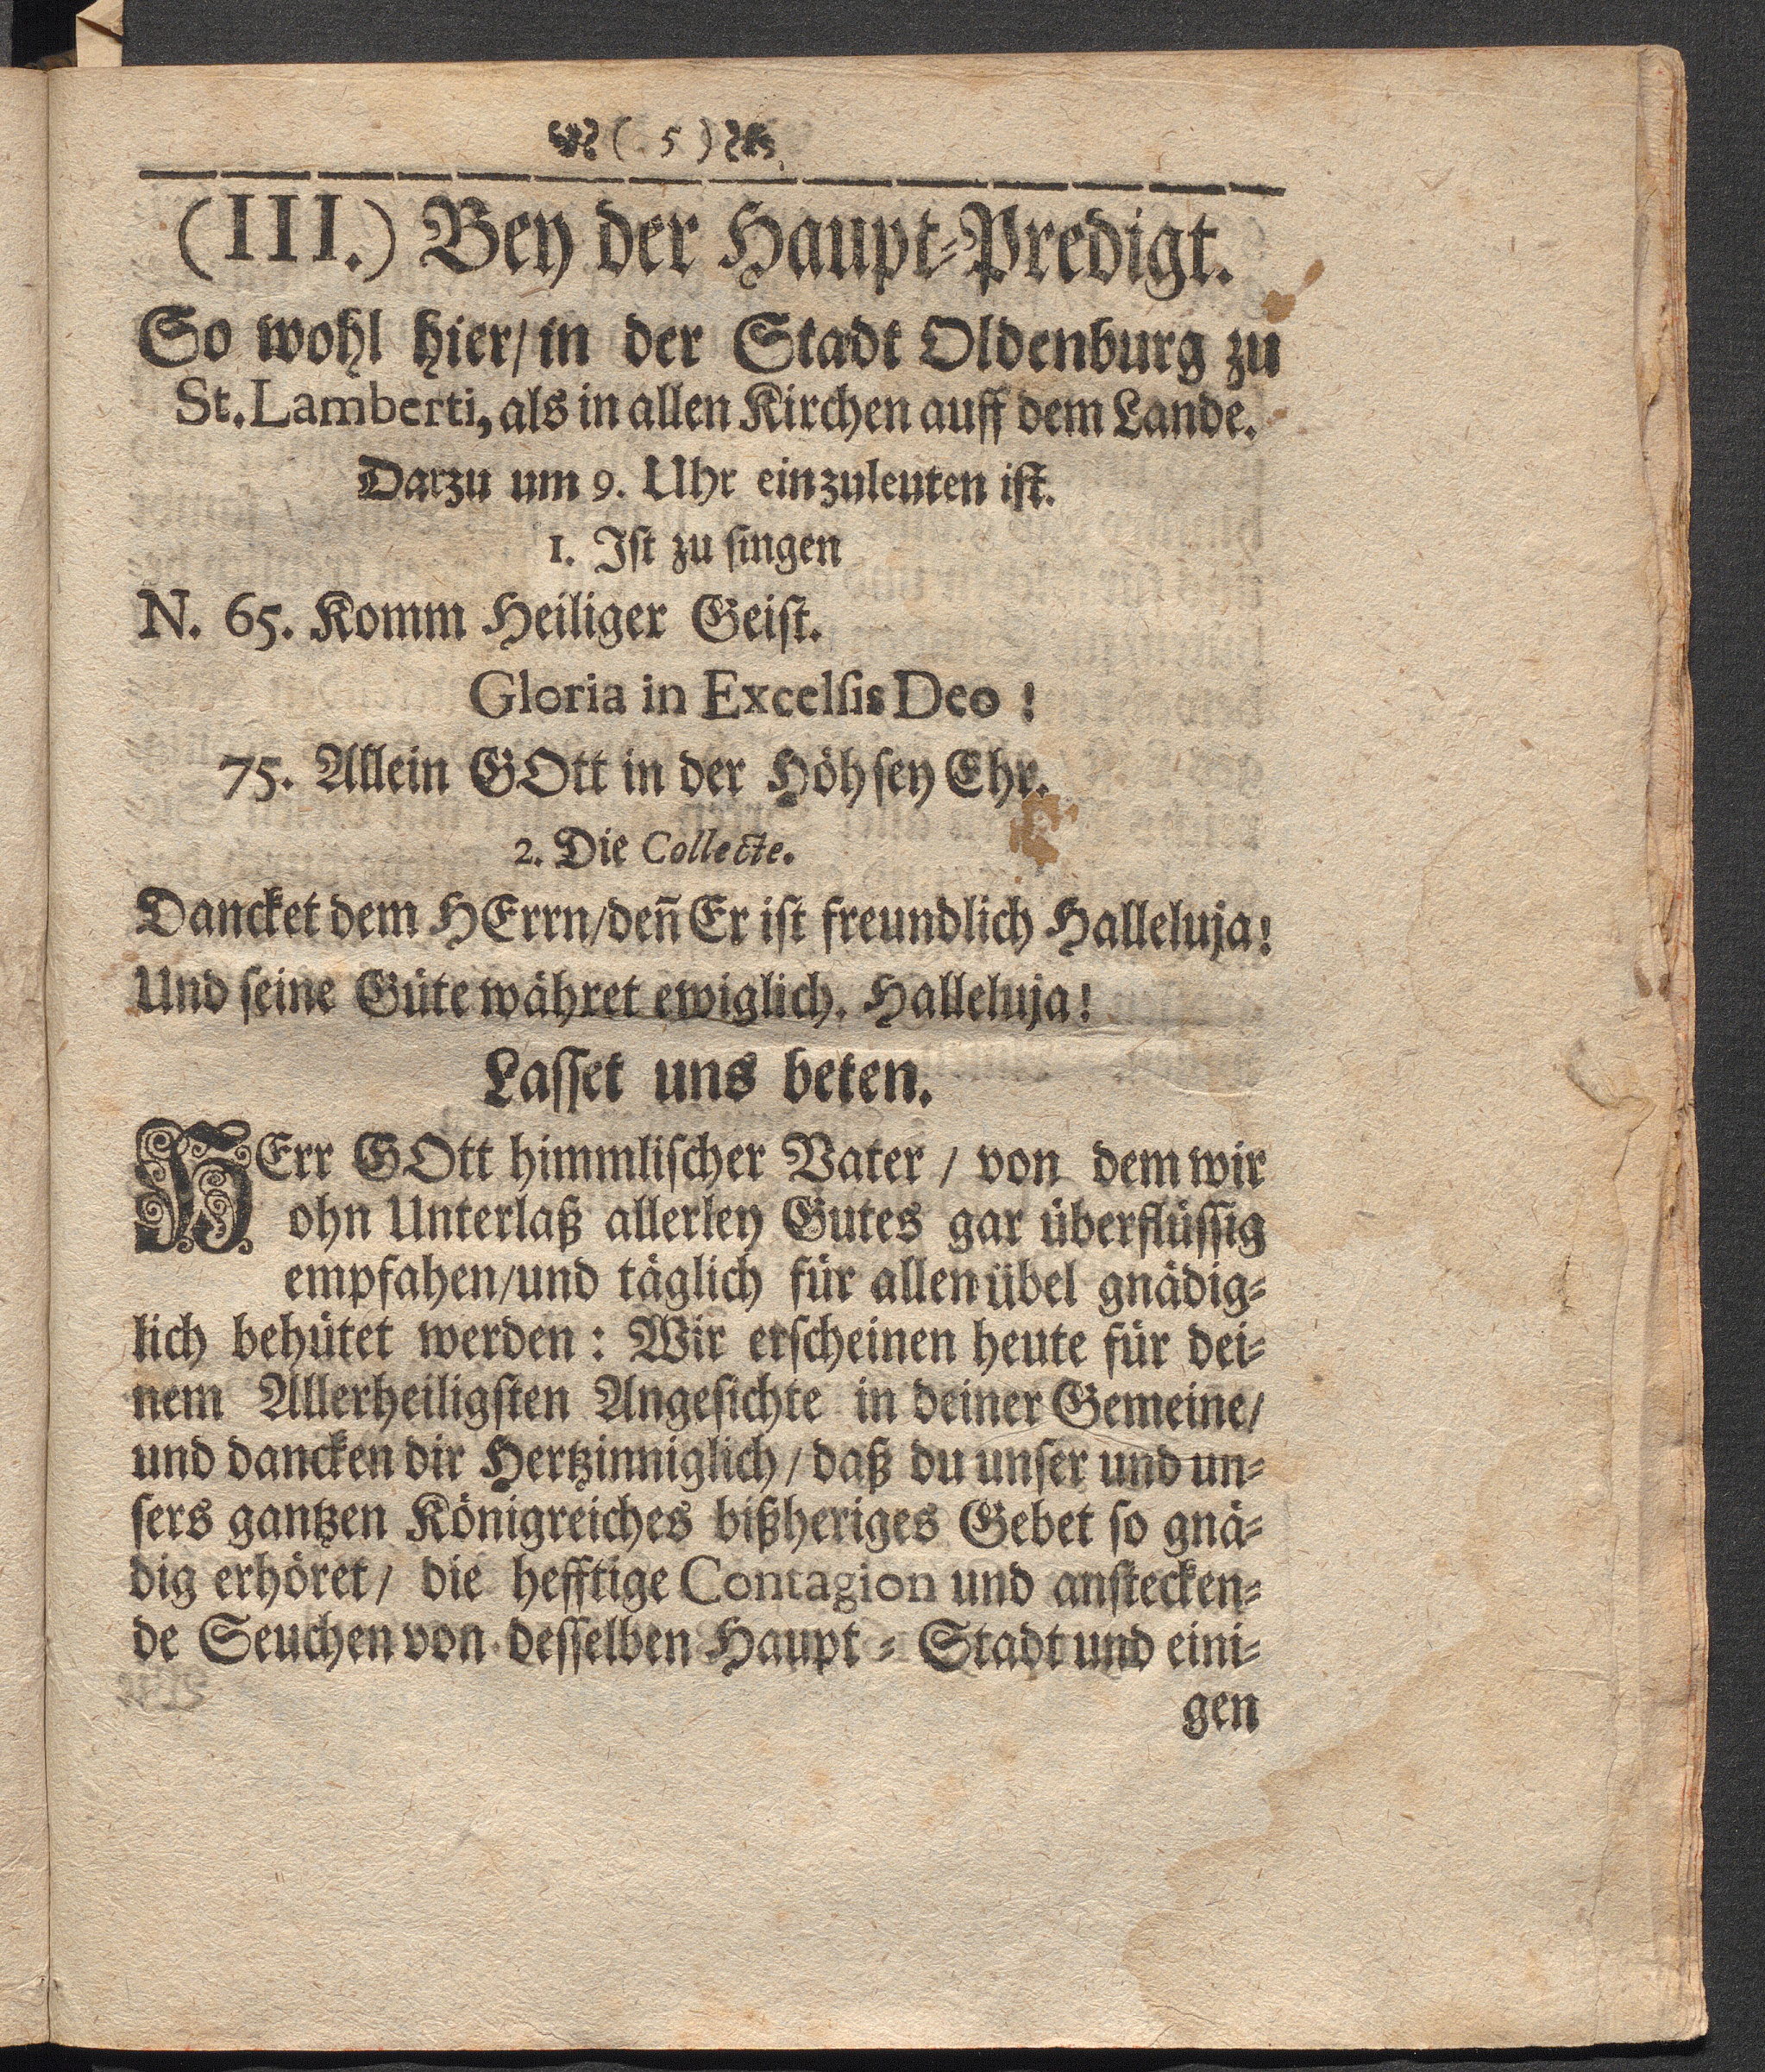 ( 5 )
(III.) Bey der Haupt-Predigt.
So wohl hier/ in der Stadt Oldenburg zu
St. Lamberti, als in allen Kirchen auff dem Lande.
Darzu um 9. Uhr einzuleuten ist.
1. Ist zu singen
N. 65. Komm Heiliger Geist.
Gloria in Excelsis Deo !
75. Allein GOtt in der Höh sey Ehr.
2. Die Collecte.
Dancket dem HErrn/ deñ Er ist freundlich Halleluja!
Und seine Güte währet ewiglich. Halleluja!
Lasset uns beten.
HErr GOtt himmlischer Vater / von dem wir
ohn Unterlaß allerley Gutes gar überflüssig
empfahen/und täglich für allen übel gnädig-
lich behütet werden : Wir erscheinen heute für dei-
nem Allerheiligsten Angesichte in deiner Gemeine/
und dancken dir Hertzinniglich / daß du unser und un-
sers gantzen Königreiches bißheriges Gebet so gnä-
dig erhöret/ die hefftige Contagion und anstecken-
de Seuchen von desselben Haupt - Stadt und eini-
gen